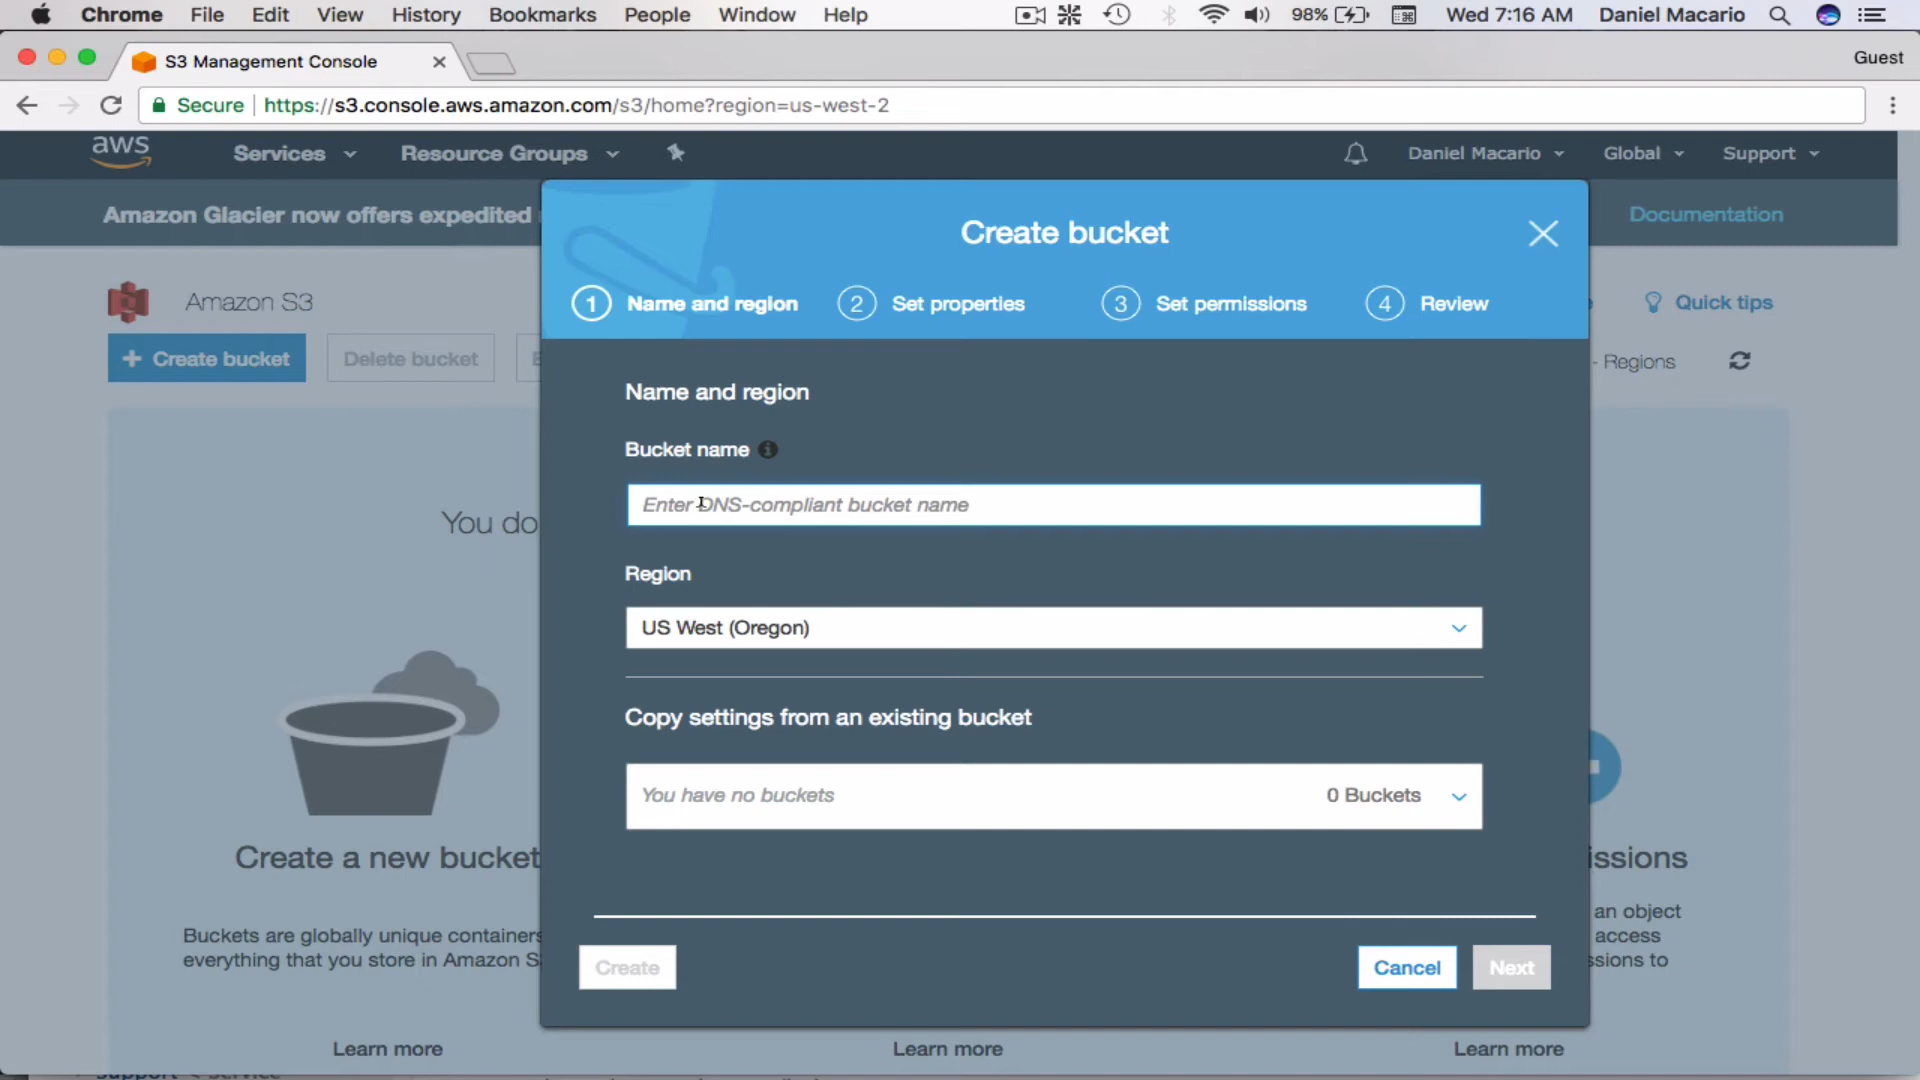 Chrome File Edit View History Bookmarks People Window Help 98% Wed 7:16 AM Daniel Macario
S3 Management Console Guest
Secure https://s3.console.aws.amazon.com/s3/home?region=us-west-2
aws Services Resource Groups Daniel Macario Global Support
Amazon Glacier now offers expedited Documentation
Create bucket
1 Name and region 2 Set properties 3 Set permissions 4 Review
Amazon S3 Quick tips
Create bucket Delete bucket Regions
Name and region
Bucket name
Enter DNS-compliant bucket name
You do
Region
US West (Oregon)
Copy settings from an existing bucket
You have no buckets 0 Buckets
Create a new bucket issions
an object
Buckets are globally unique containers access
everything that you store in Amazon S ssions to
Create Cancel Next
Learn more Learn more Learn more